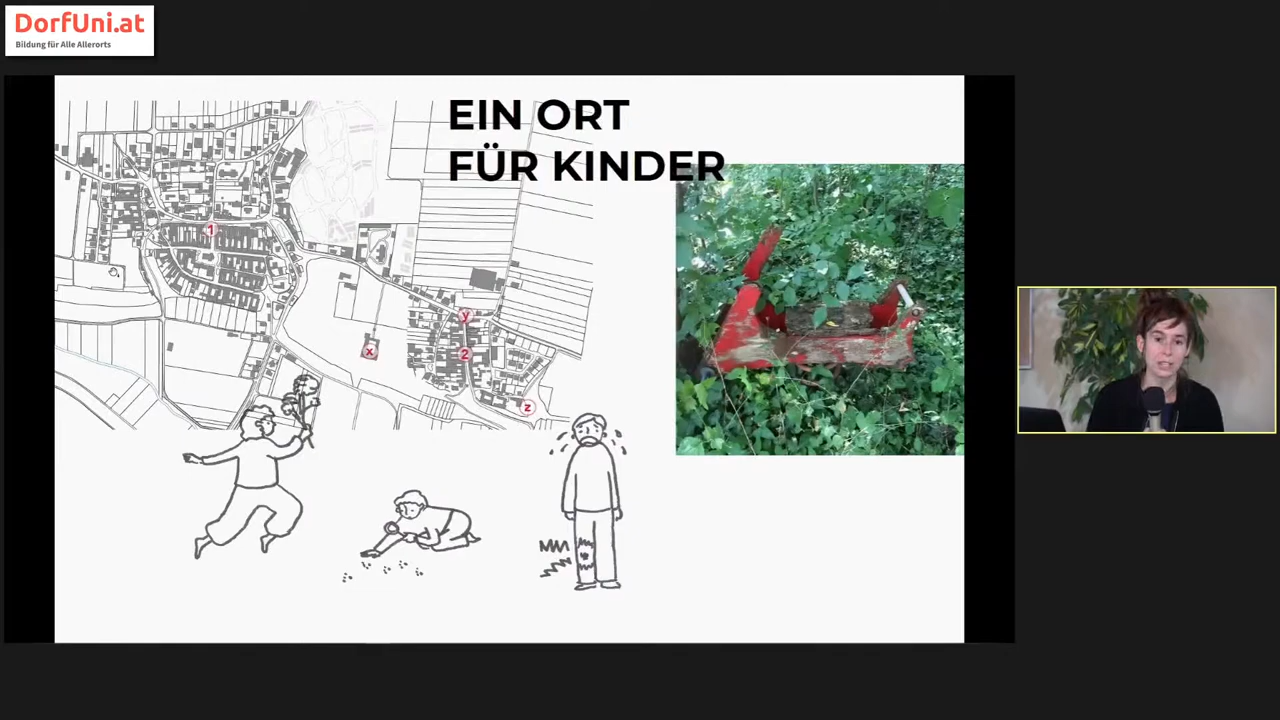 DorfUni.at
Bildung für Alle Allerorts
EIN ORT
FÜR KINDER
1
y
x
2
z